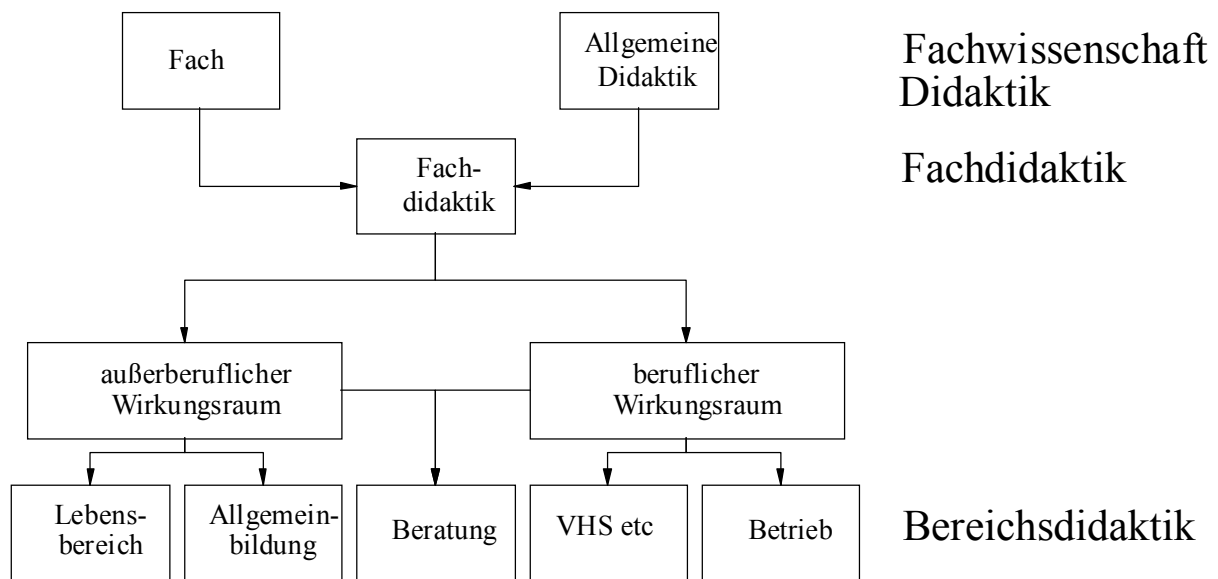 Fach
Allgemeine
Didaktik
Fachwissenschaft
Didaktik
Fach-
didaktik
Fachdidaktik
außerberuflicher
Wirkungsraum
beruflicher
Wirkungsraum
Lebens-
bereich
Allgemein-
bildung
Beratung
VHS etc
Betrieb
Bereichsdidaktik